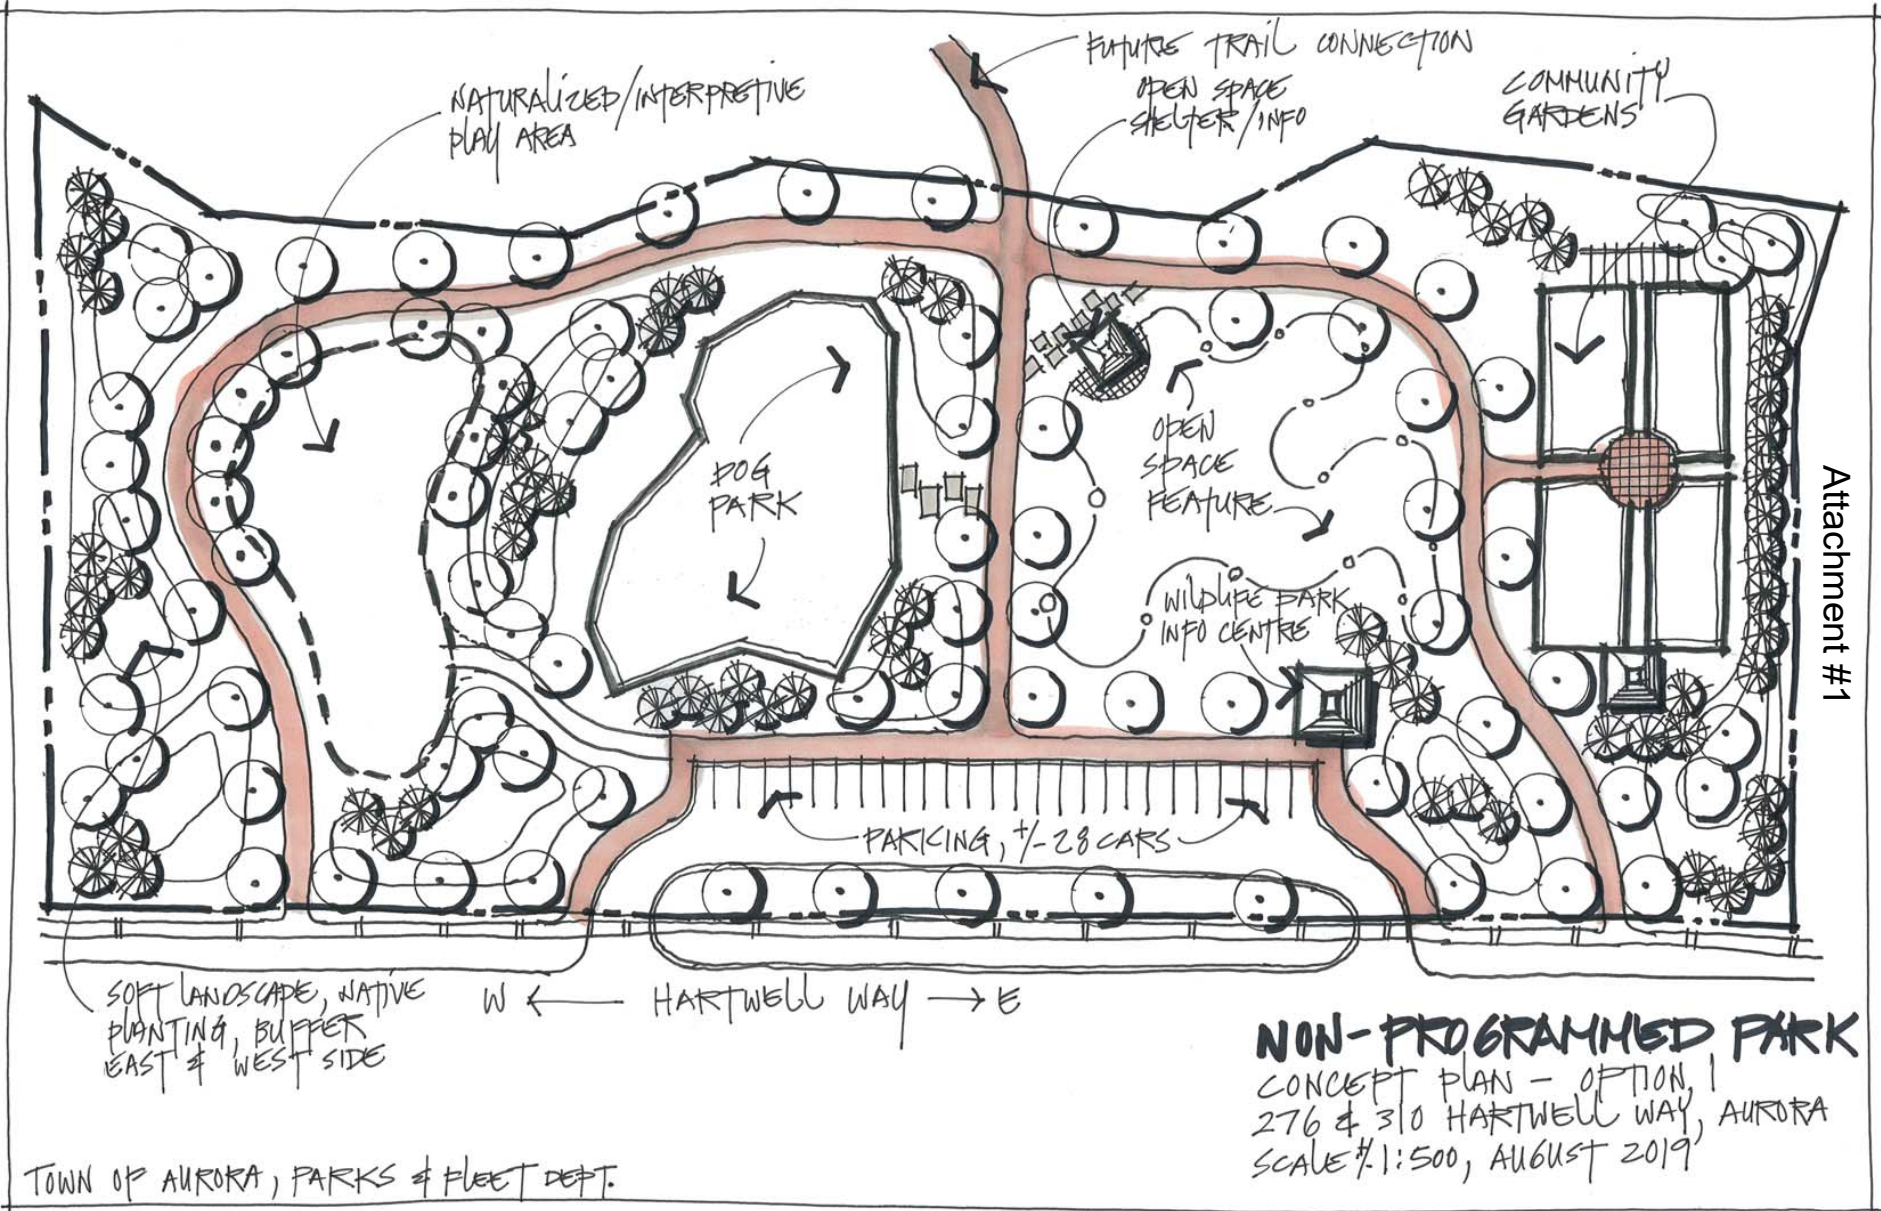 FUTURE TRAIL CONNECTION
NATURALIZED/INTERPRETIVE
PLAY AREA
OPEN SPACE
SHELTER/INFO
COMMUNITY
GARDENS
DOG
PARK
OPEN
SPACE
FEATURE
WILDLIFE PARK
INFO CENTRE
PARKING, +/- 28 CARS
Attachment #1
SOFT LANDSCAPE, NATIVE
PLANTING, BUFFER
EAST & WEST SIDE
W ← HARTWELL WAY → E
NON-PROGRAMMED PARK
CONCEPT PLAN - OPTION 1
276 & 310 HARTWELL WAY, AURORA
SCALE +/- 1:500, AUGUST 2019
TOWN OF AURORA, PARKS & FLEET DEPT.